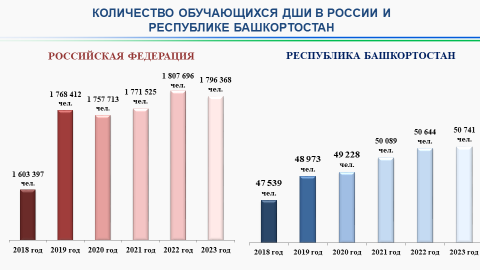 КОЛИЧЕСТВО ОБУЧАЮЩИХСЯ ДШИ В РОССИИ И
РЕСПУБЛИКЕ БАШКОРТОСТАН
РОССИЙСКАЯ ФЕДЕРАЦИЯ
1 603 397
чел.
1 768 412
чел.
1 757 713
чел.
1 771 525
чел.
1 807 696
чел.
1 796 368
чел.
2018 год 2019 год 2020 год 2021 год 2022 год 2023 год
РЕСПУБЛИКА БАШКОРТОСТАН
47 539
чел.
48 973
чел.
49 228
чел.
50 089
чел.
50 644
чел.
50 741
чел.
2018 год 2019 год 2020 год 2021 год 2022 год 2023 год